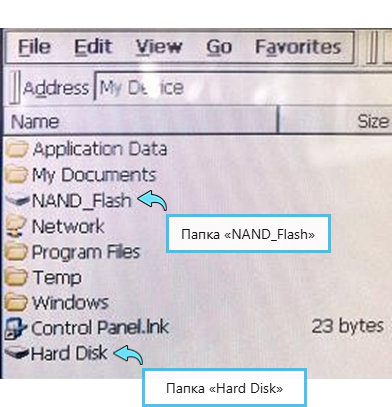 File Edit View Go Favorites
Address My Device
Name Size
Application Data
My Documents
NAND_Flash
Папка «NAND_Flash»
Network
Program Files
Temp
Windows
Control Panel.lnk 23 bytes
Hard Disk
Папка «Hard Disk»